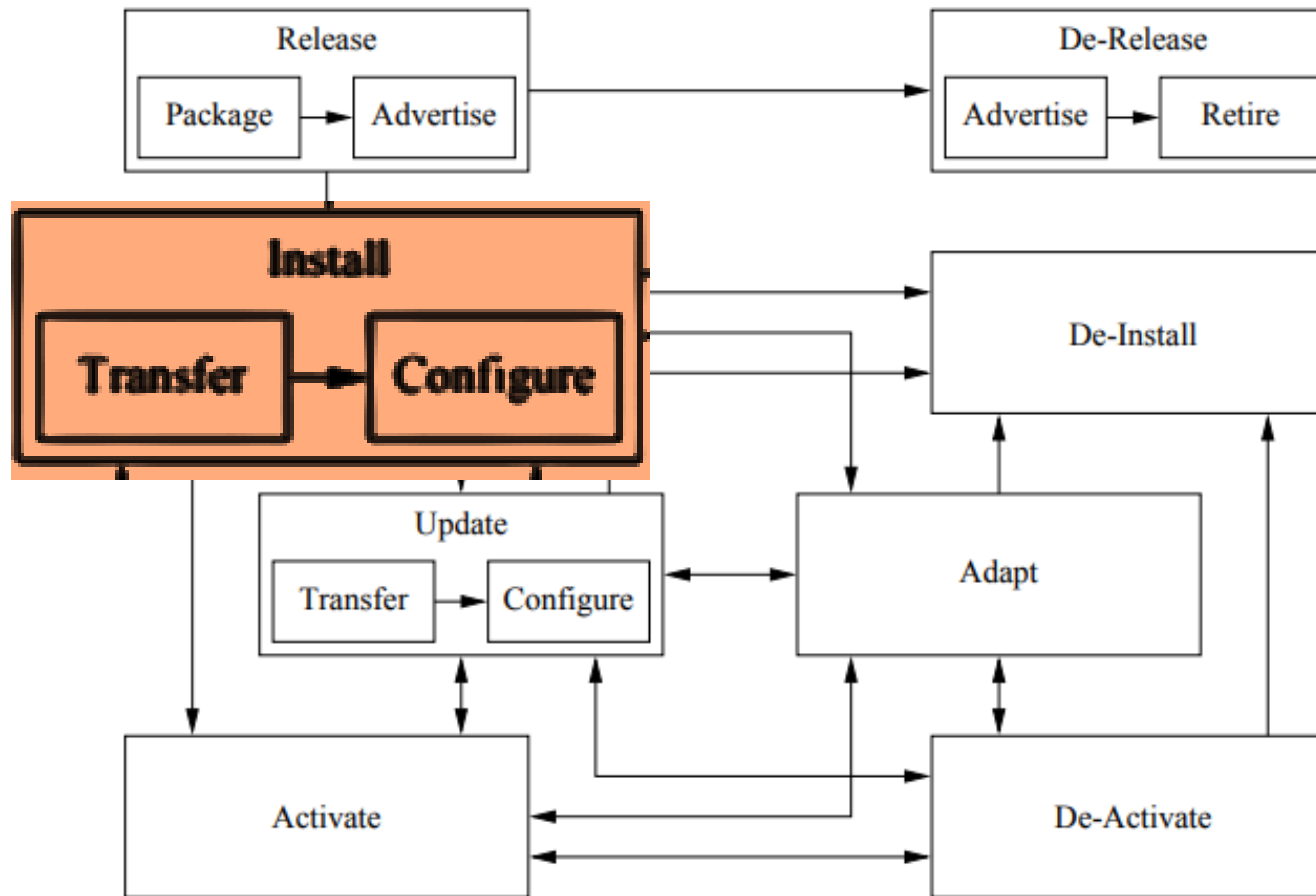 Release
Package
Advertise
De-Release
Advertise
Retire
Install
Transfer
Configure
De-Install
Update
Transfer
Configure
Adapt
Activate
De-Activate